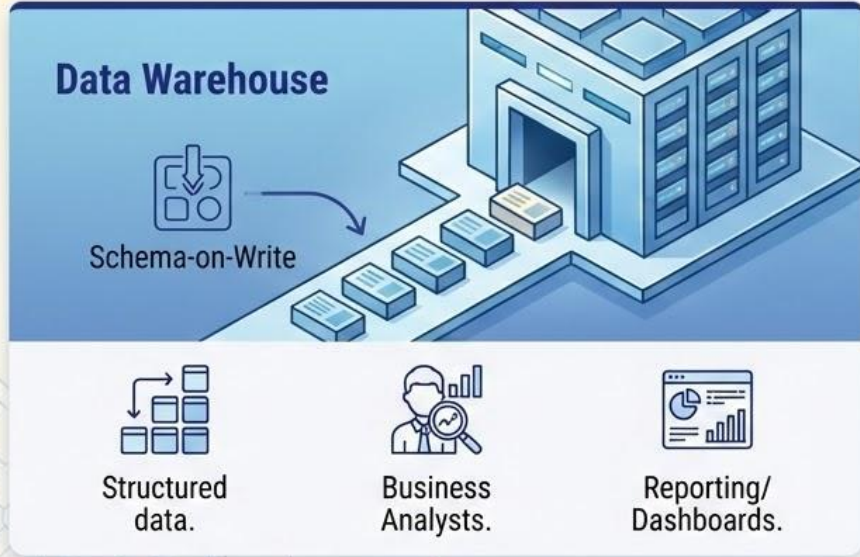 Data Warehouse
Schema-on-Write
Structured
data.
Business
Analysts.
Reporting/
Dashboards.